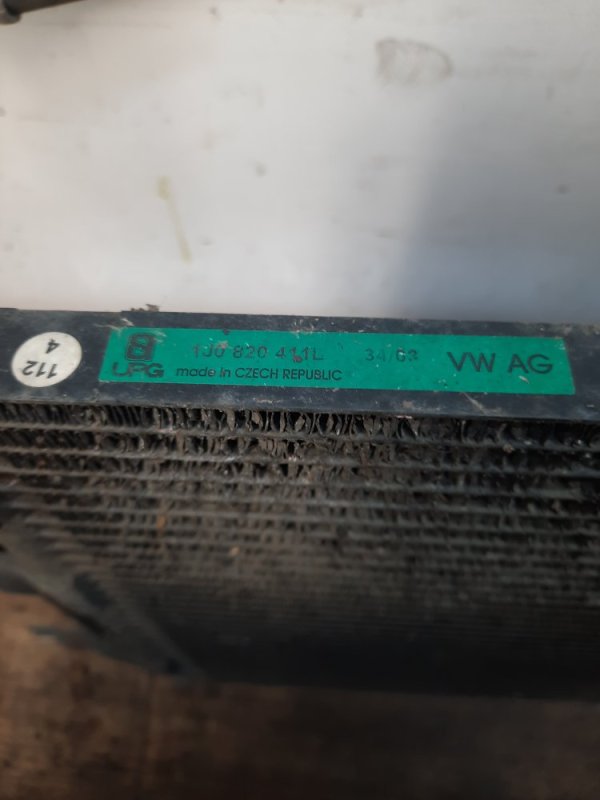 1J0 820 411L 34/03 VW AG
UPG made in CZECH REPUBLIC
112
4